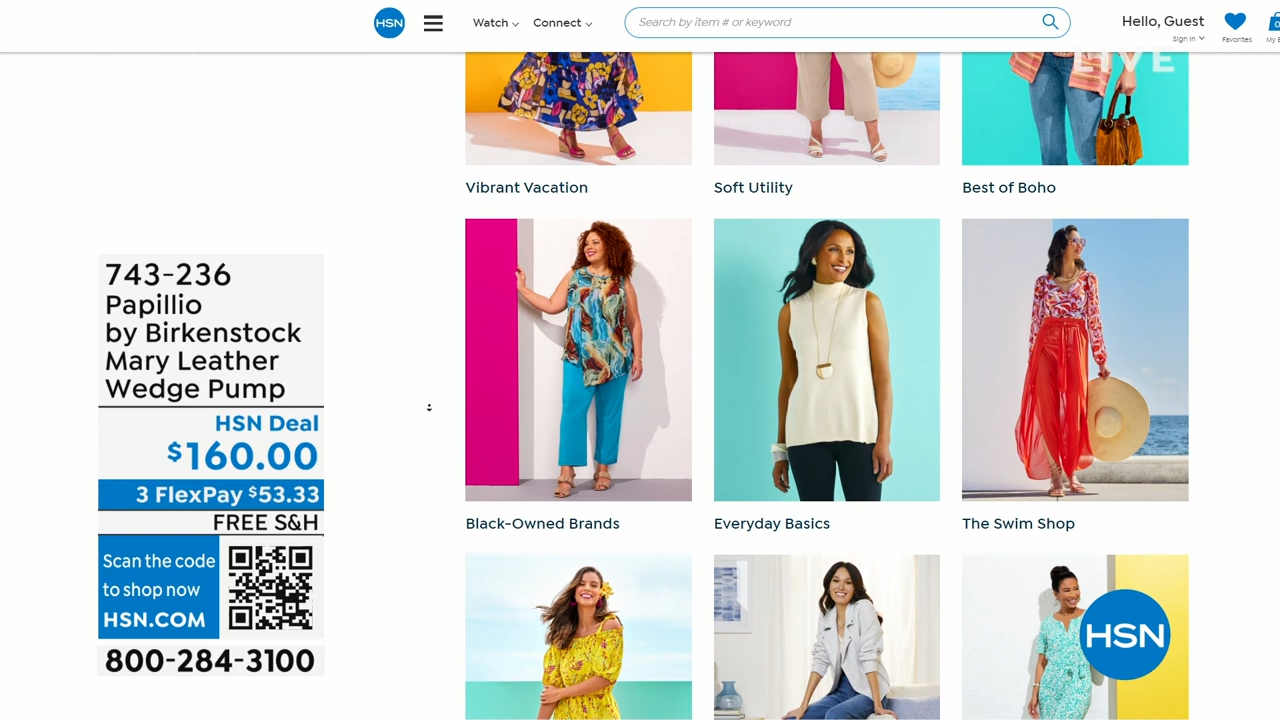 HSN
Watch
Connect
Search by item # or keyword
Hello, Guest
Sign In
Favorites
0
LIVE
Vibrant Vacation
Soft Utility
Best of Boho
743-236
Papillio
by Birkenstock
Mary Leather
Wedge Pump
HSN Deal
$160.00
3 FlexPay $53.33
FREE S&H
Scan the code
to shop now
HSN.COM
800-284-3100
Black-Owned Brands
Everyday Basics
The Swim Shop
HSN